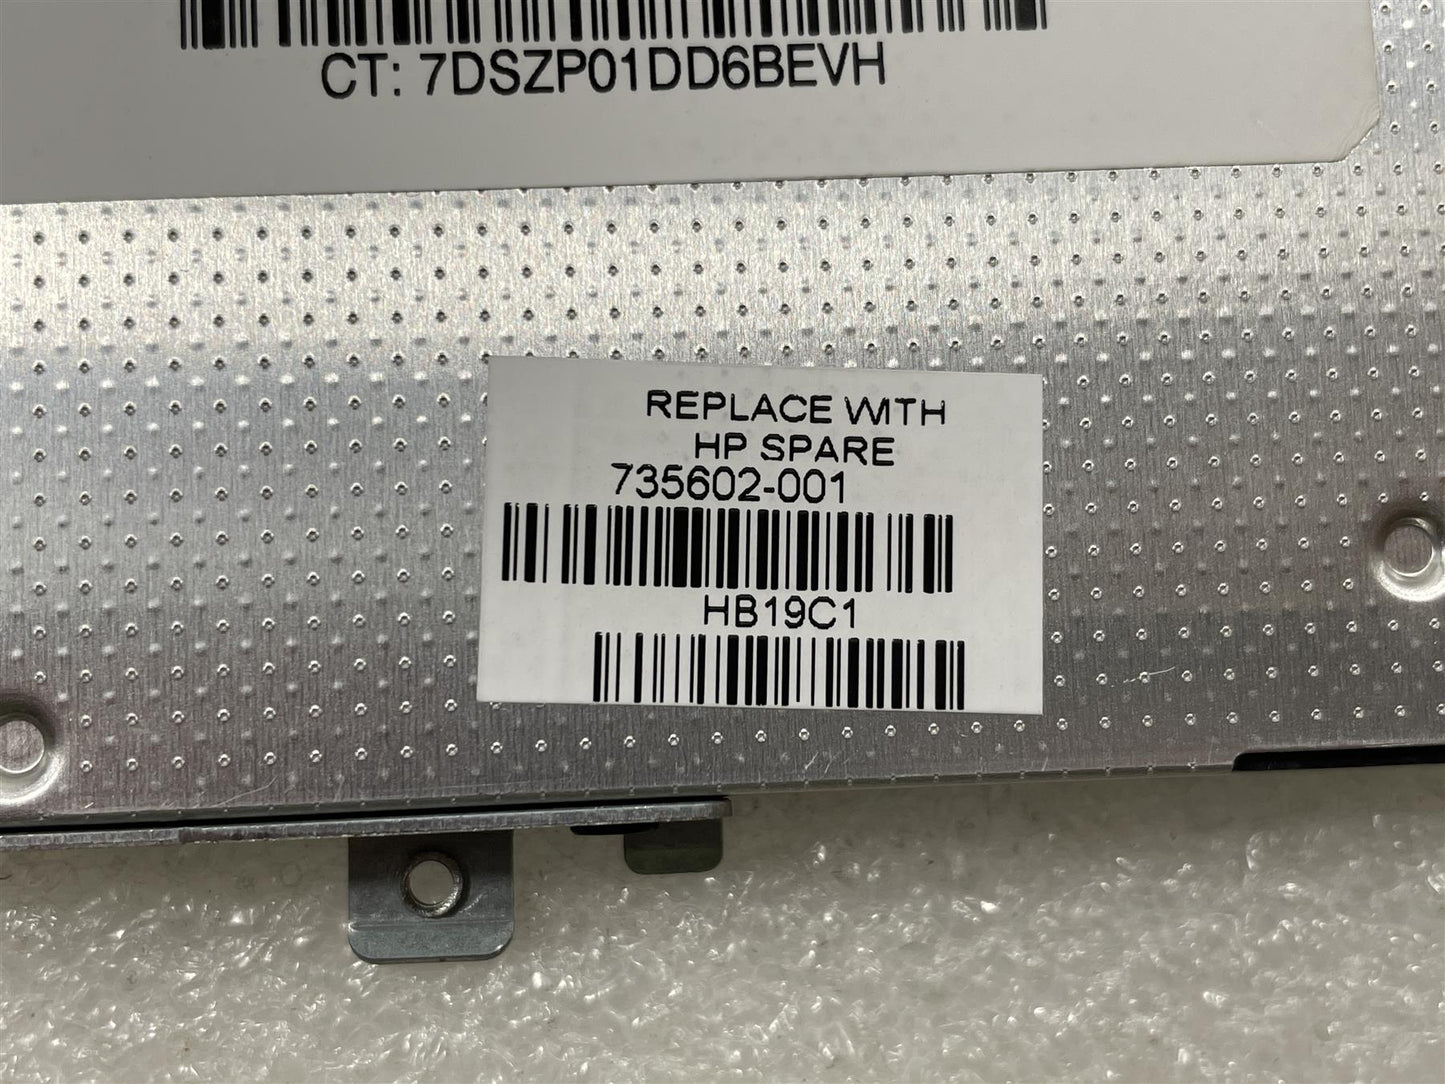 CT: 7DSZP01DD6BEVH
REPLACE WITH
HP SPARE
735602-001
HB19C1